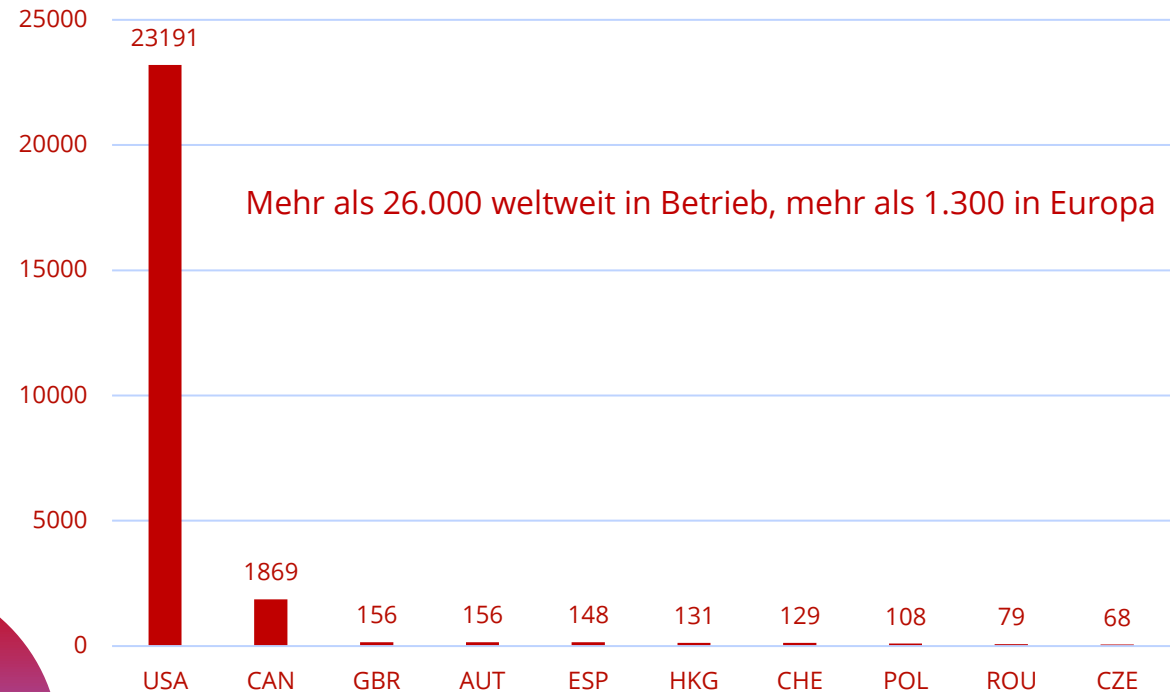 25000
23191
20000
Mehr als 26.000 weltweit in Betrieb, mehr als 1.300 in Europa
15000
10000
5000
1869
156 156 148 131 129 108 79 68
0
USA CAN GBR AUT ESP HKG CHE POL ROU CZE